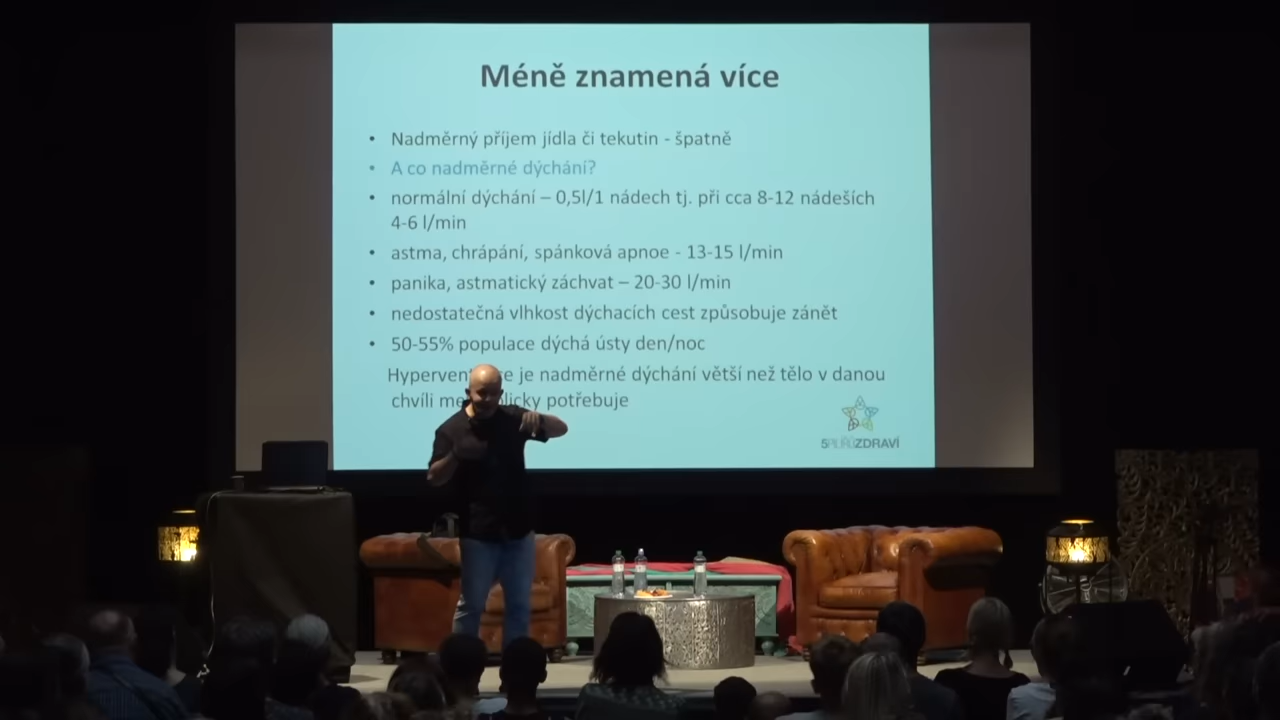 Méně znamená více
• Nadměrný příjem jídla či tekutin - špatně
• A co nadměrné dýchání?
• normální dýchání – 0,5l/1 nádech tj. při cca 8-12 nádeších
4-6 l/min
• astma, chrápání, spánková apnoe - 13-15 l/min
• panika, astmatický záchvat – 20-30 l/min
• nedostatečná vlhkost dýchacích cest způsobuje zánět
• 50-55% populace dýchá ústy den/noc
je nadměrné dýchání větší než tělo v danou
chvíli potřebuje
5PILÍŘŮZDRAVÍ